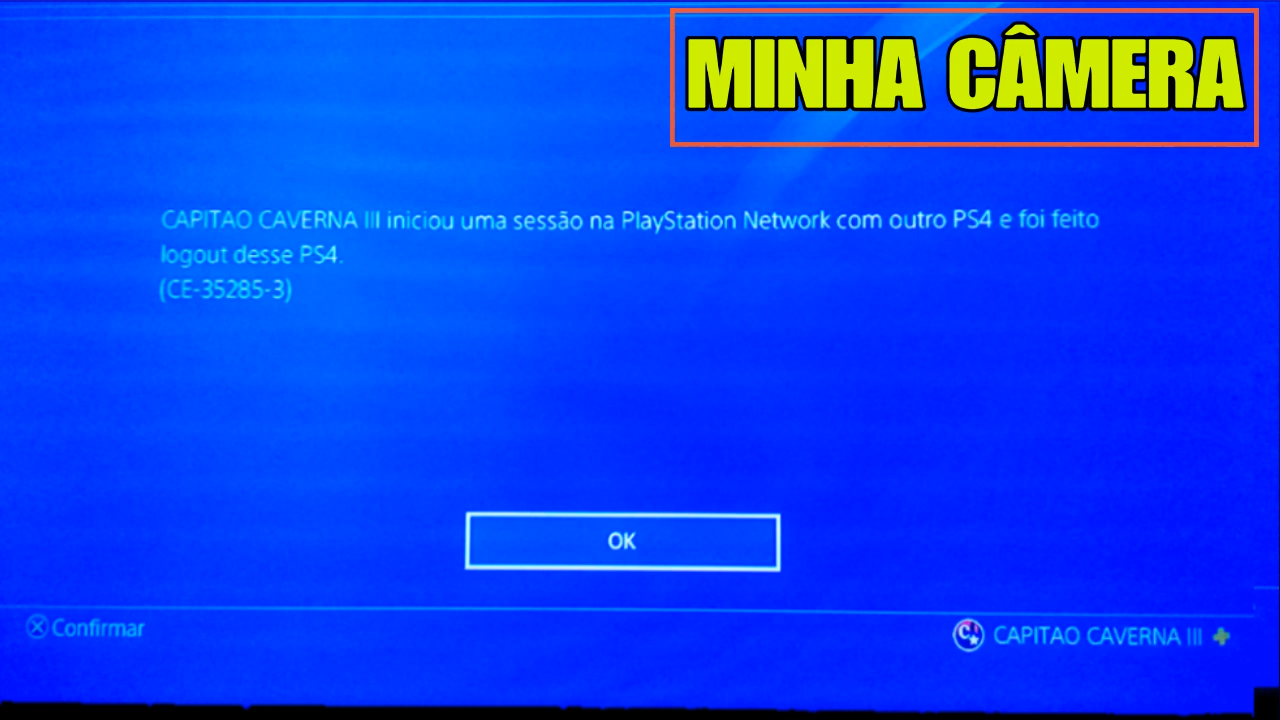 MINHA CÂMERA
CAPITAO CAVERNA III iniciou uma sessão na PlayStation Network com outro PS4 e foi feito
logout desse PS4.
(CE-35285-3)
OK
Confirmar
CAPITAO CAVERNA III